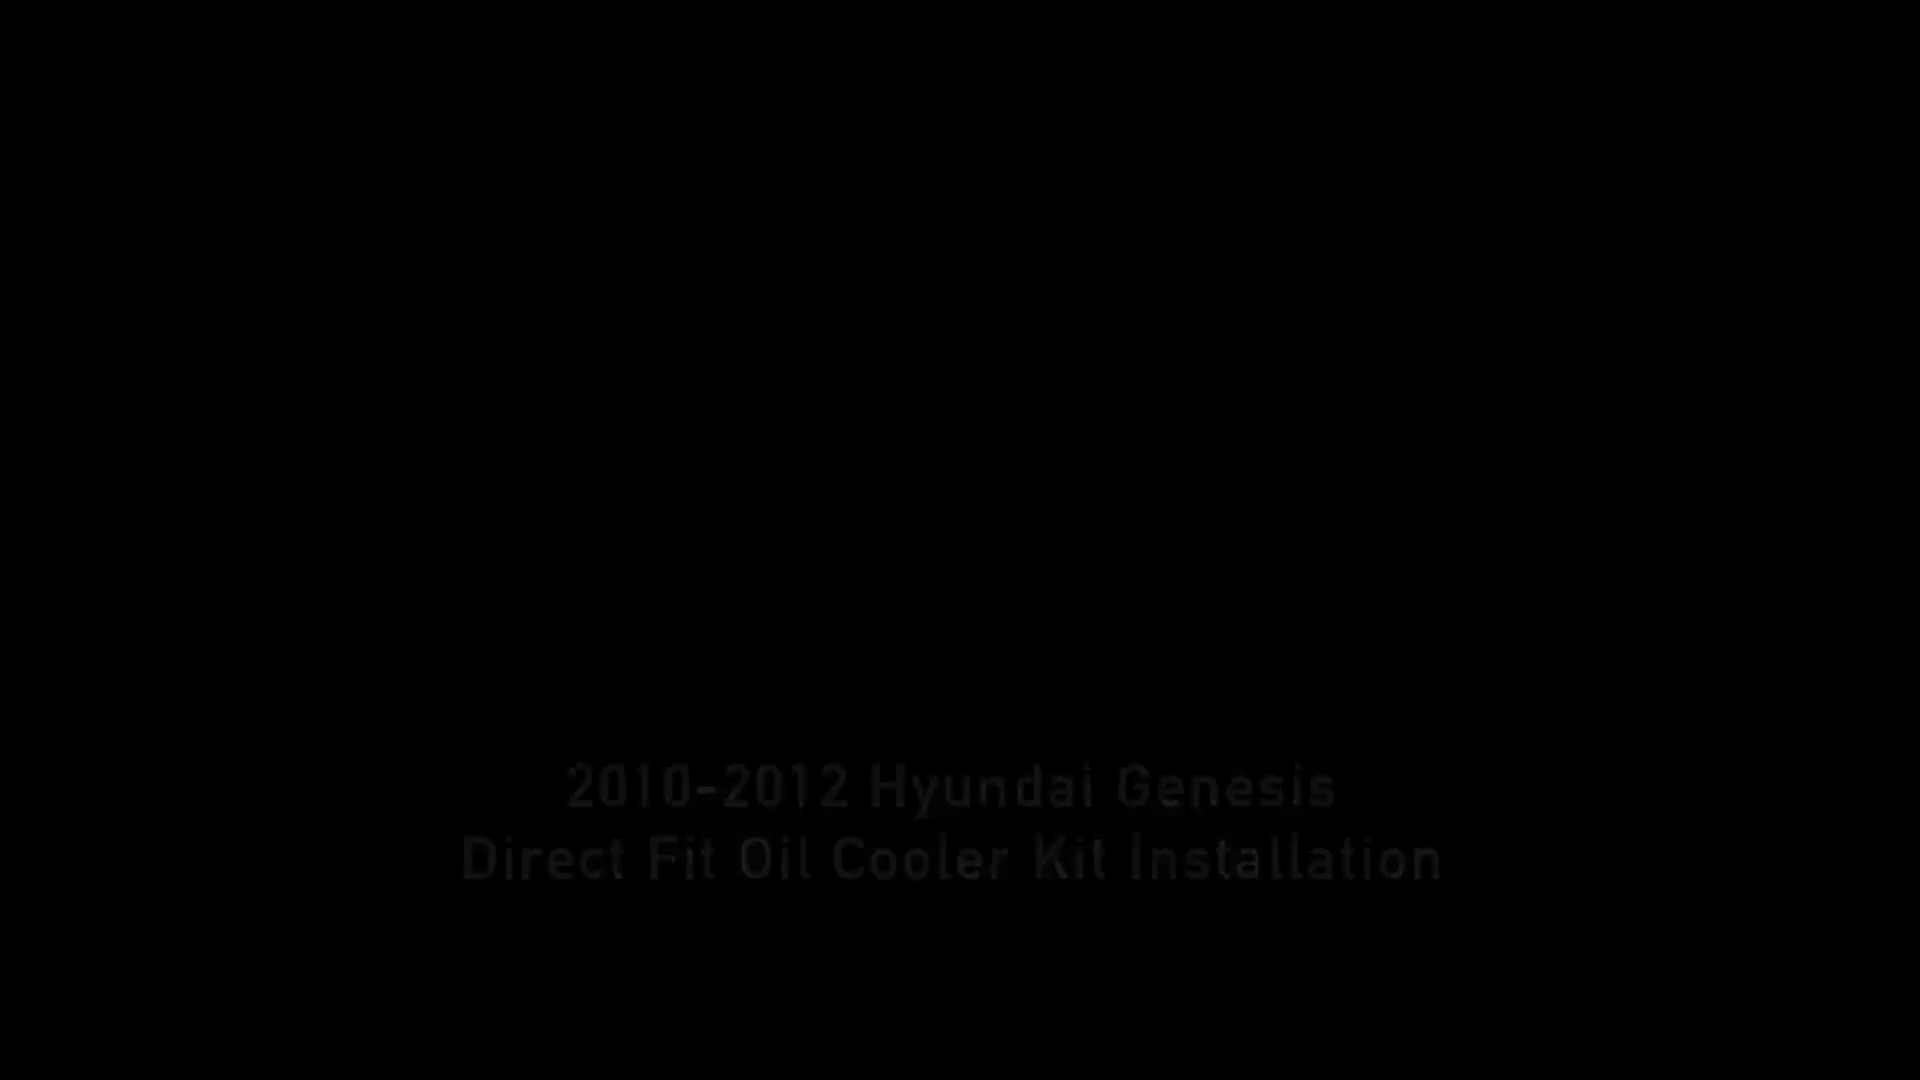 2010-2012 Hyundai Genesis
Direct Fit Oil Cooler Kit Installation